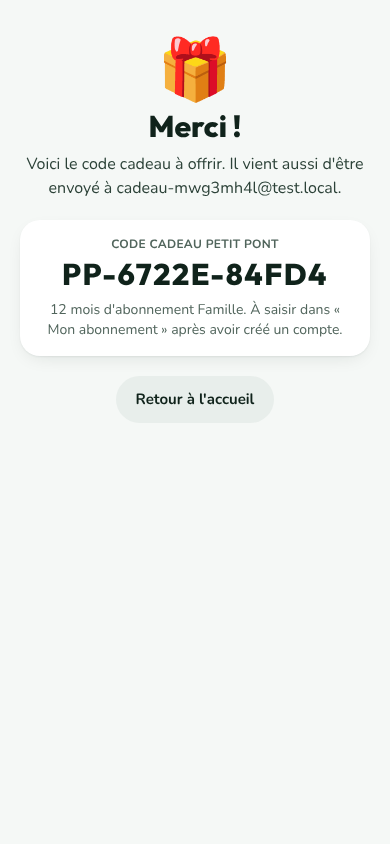 Merci !
Voici le code cadeau à offrir. Il vient aussi d'être
envoyé à cadeau-mwg3mh4l@test.local.
CODE CADEAU PETIT PONT
PP-6722E-84FD4
12 mois d'abonnement Famille. À saisir dans «
Mon abonnement » après avoir créé un compte.
Retour à l'accueil